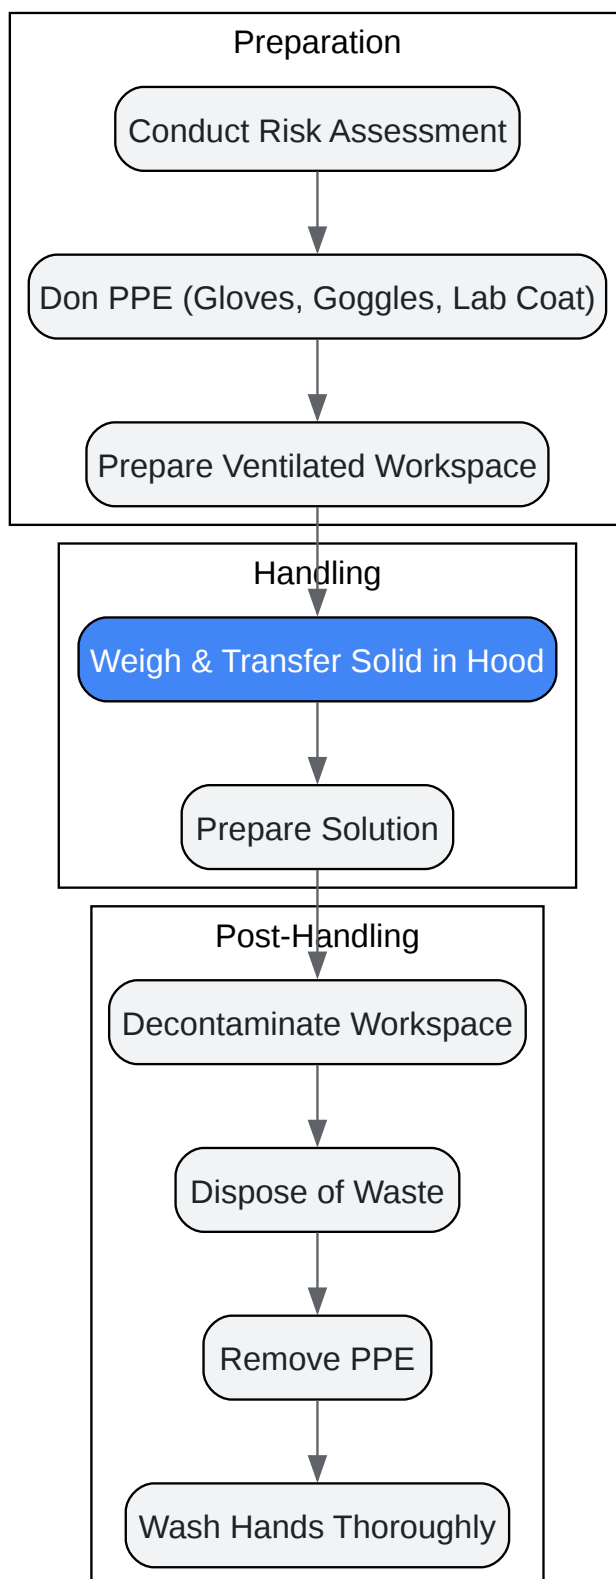 Preparation
Conduct Risk Assessment
Don PPE (Gloves, Goggles, Lab Coat)
Prepare Ventilated Workspace
Handling
Weigh & Transfer Solid in Hood
Prepare Solution
Post-Handling
Decontaminate Workspace
Dispose of Waste
Remove PPE
Wash Hands Thoroughly